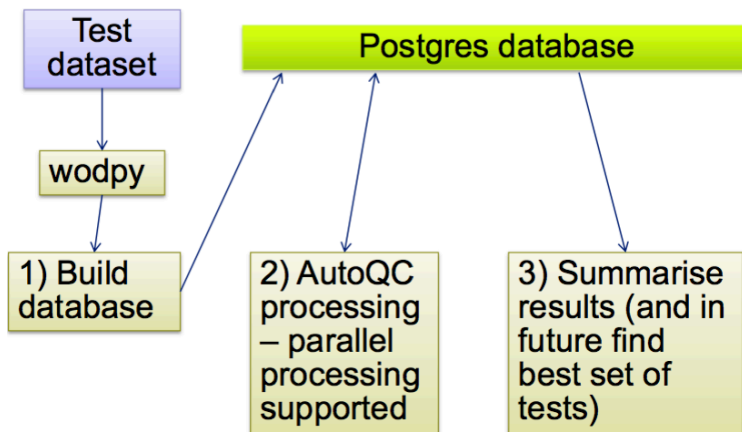 Test
dataset
Postgres database
wodpy
1) Build
database
2) AutoQC
processing
– parallel
processing
supported
3) Summarise
results (and in
future find
best set of
tests)